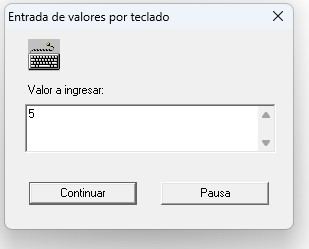 Entrada de valores por teclado
Valor a ingresar:
5
Continuar
Pausa